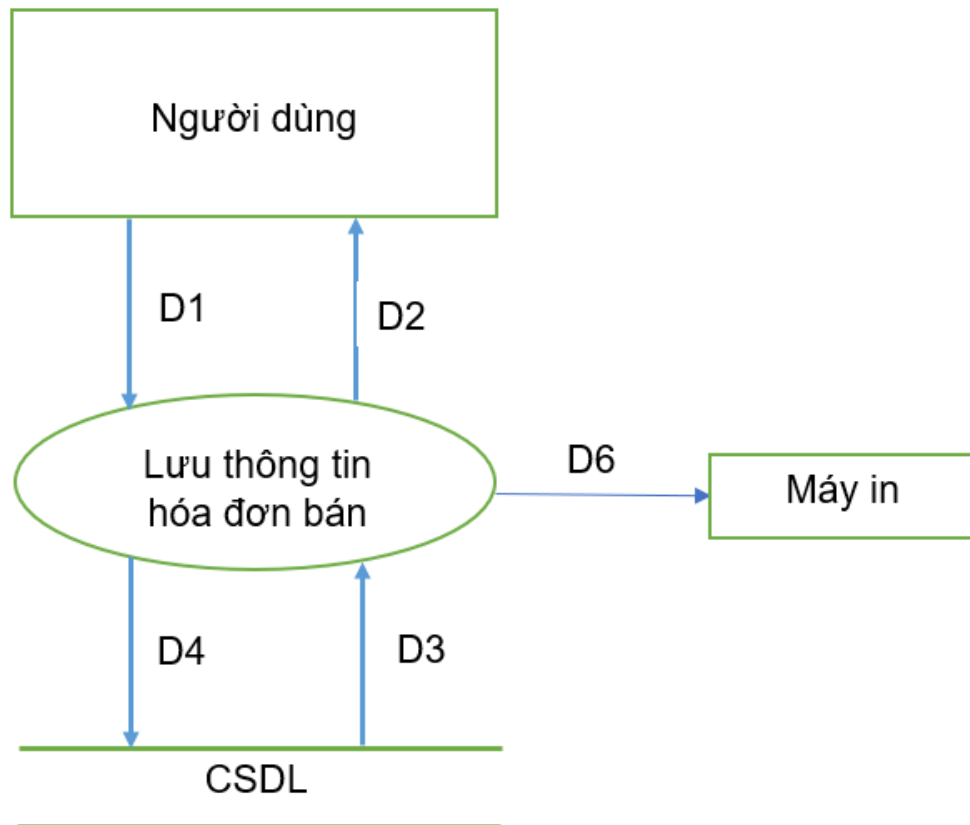 Người dùng
D1
D2
Lưu thông tin
hóa đơn bán
D6
Máy in
D4
D3
CSDL